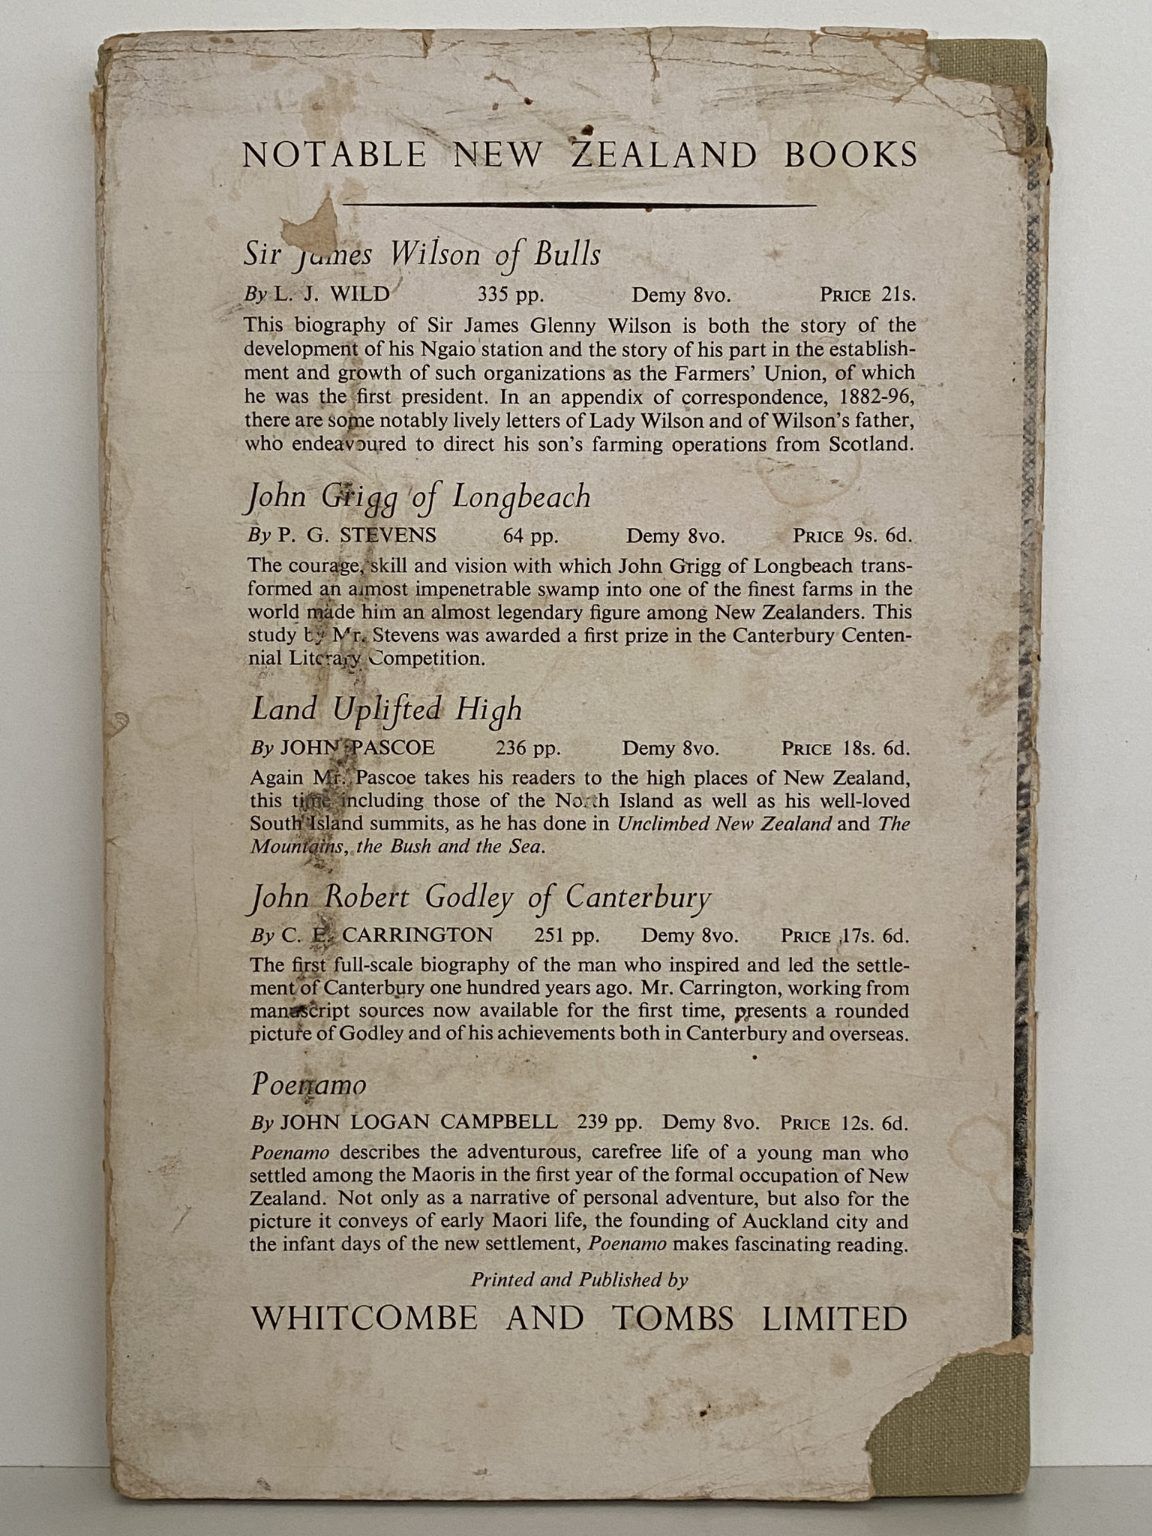 NOTABLE NEW ZEALAND BOOKS
Sir James Wilson of Bulls
By L. J. WILD 335 pp. Demy 8vo. PRICE 21s.
This biography of Sir James Glenny Wilson is both the story of the
development of his Ngaio station and the story of his part in the establish-
ment and growth of such organizations as the Farmers' Union, of which
he was the first president. In an appendix of correspondence, 1882-96,
there are some notably lively letters of Lady Wilson and of Wilson's father,
who endeavoured to direct his son's farming operations from Scotland.
John Grigg of Longbeach
By P. G. STEVENS 64 pp. Demy 8vo. PRICE 9s. 6d.
The courage, skill and vision with which John Grigg of Longbeach trans-
formed an almost impenetrable swamp into one of the finest farms in the
world made him an almost legendary figure among New Zealanders. This
study by Mr. Stevens was awarded a first prize in the Canterbury Centen-
nial Literary Competition.
Land Uplifted High
By JOHN PASCOE 236 pp. Demy 8vo. PRICE 18s. 6d.
Again Mr. Pascoe takes his readers to the high places of New Zealand,
this time including those of the North Island as well as his well-loved
South Island summits, as he has done in Unclimbed New Zealand and The
Mountains, the Bush and the Sea.
John Robert Godley of Canterbury
By C. E. CARRINGTON 251 pp. Demy 8vo. PRICE 17s. 6d.
The first full-scale biography of the man who inspired and led the settle-
ment of Canterbury one hundred years ago. Mr. Carrington, working from
manuscript sources now available for the first time, presents a rounded
picture of Godley and of his achievements both in Canterbury and overseas.
Poenamo
By JOHN LOGAN CAMPBELL 239 pp. Demy 8vo. PRICE 12s. 6d.
Poenamo describes the adventurous, carefree life of a young man who
settled among the Maoris in the first year of the formal occupation of New
Zealand. Not only as a narrative of personal adventure, but also for the
picture it conveys of early Maori life, the founding of Auckland city and
the infant days of the new settlement, Poenamo makes fascinating reading.
Printed and Published by
WHITCOMBE AND TOMBS LIMITED